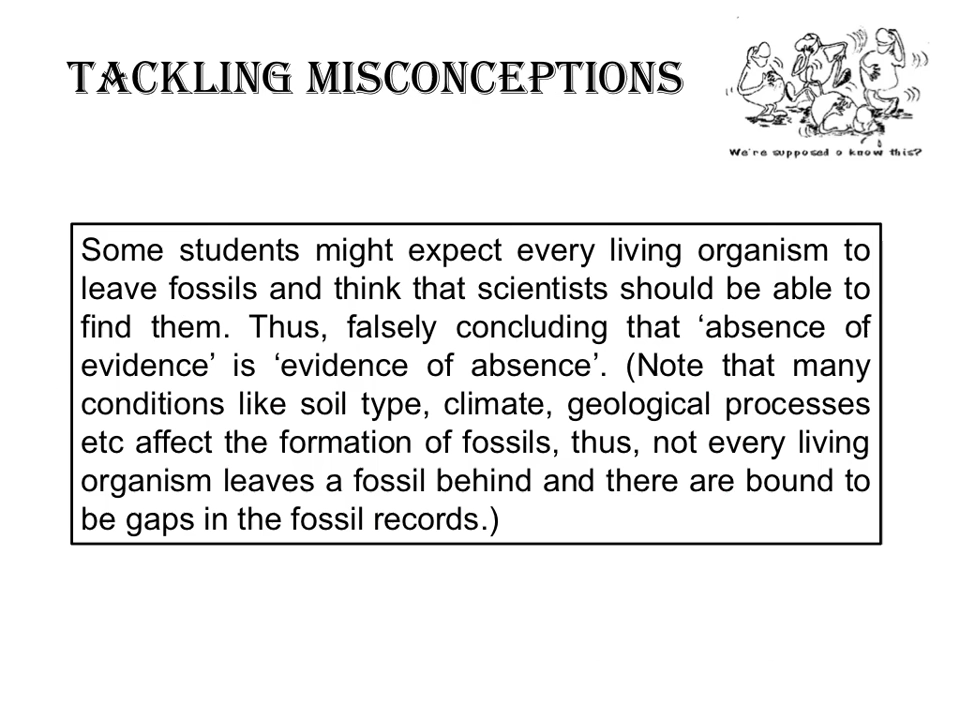 TACKLING MISCONCEPTIONS
We're supposed o know this?
Some students might expect every living organism to
leave fossils and think that scientists should be able to
find them. Thus, falsely concluding that ‘absence of
evidence’ is ‘evidence of absence’. (Note that many
conditions like soil type, climate, geological processes
etc affect the formation of fossils, thus, not every living
organism leaves a fossil behind and there are bound to
be gaps in the fossil records.)